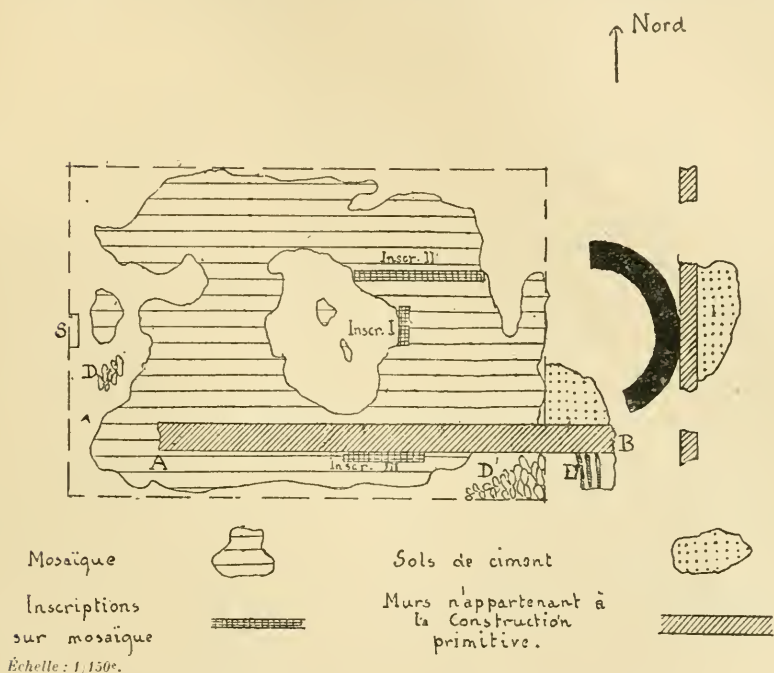 Nord
Inscr. II
S
Inscr. I
D
A
B
A
Inscr. III
D'
E
Mosaïque
Sols de ciment
Inscriptions
sur mosaïque
Murs n'appartenant à
la Construction
primitive.
Échelle : 1/150e.